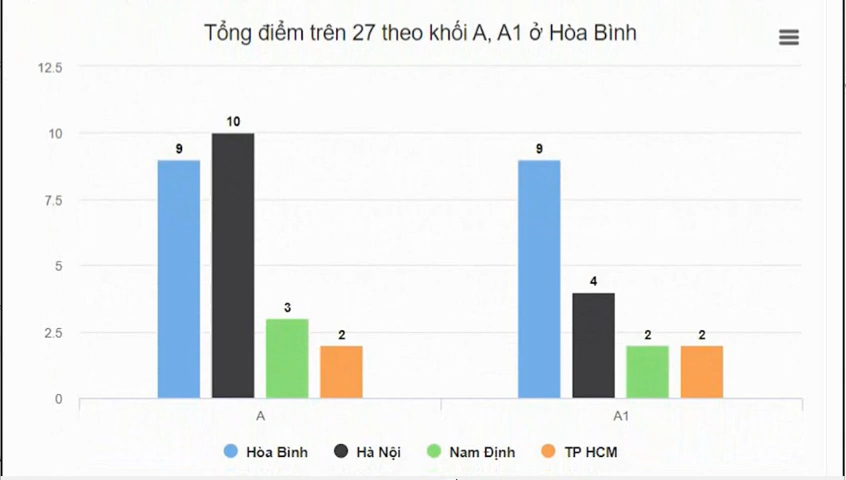 Tổng điểm trên 27 theo khối A, A1 ở Hòa Bình
12.5
10
7.5
5
2.5
0
9
10
3
2
9
4
2
2
A
A1
Hòa Bình
Hà Nội
Nam Định
TP HCM